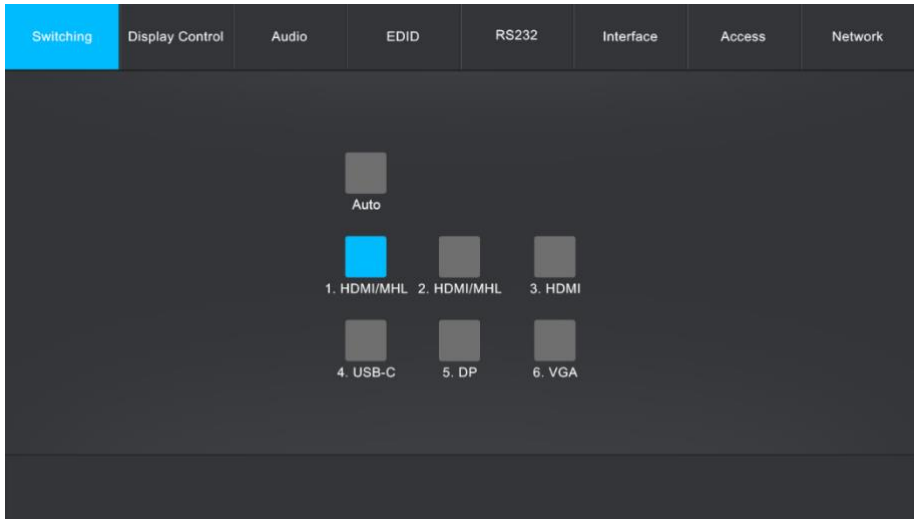 Switching Display Control Audio EDID RS232 Interface Access Network
Auto
1. HDMI/MHL 2. HDMI/MHL 3. HDMI
4. USB-C 5. DP 6. VGA